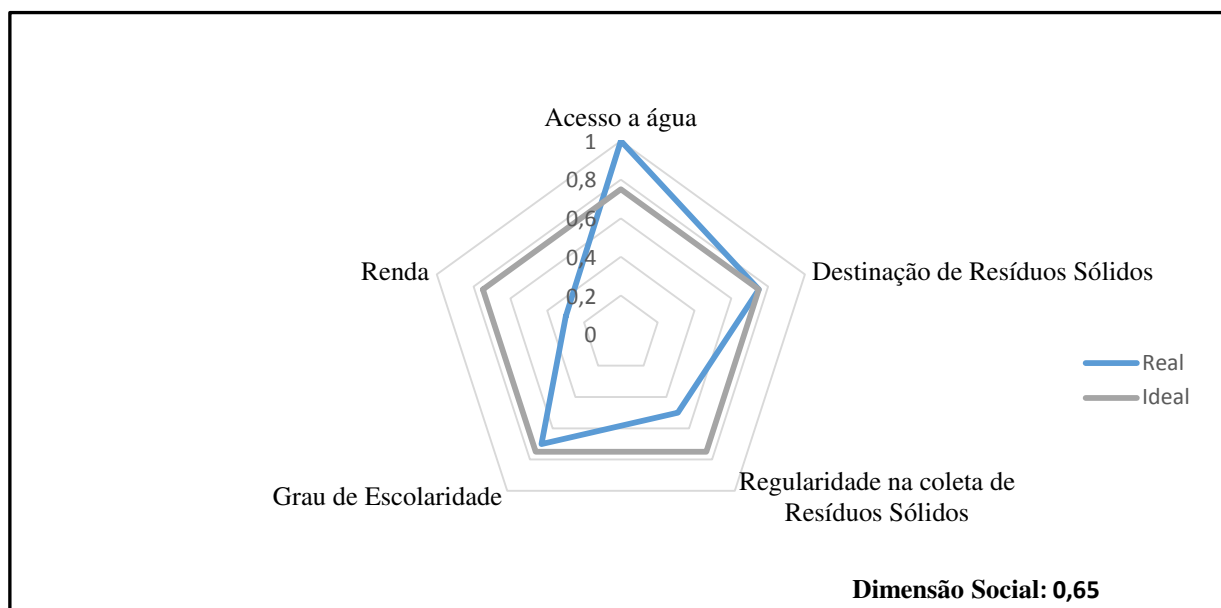 Acesso a água
1
0,8
0,6
0,4
0,2
0
Renda
Destinação de Resíduos Sólidos
Real
Ideal
Grau de Escolaridade
Regularidade na coleta de
Resíduos Sólidos
Dimensão Social: 0,65